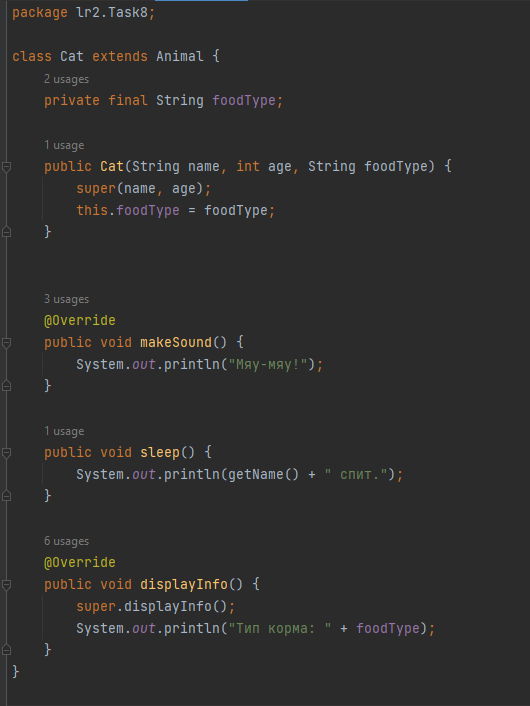 package lr2.Task8;
class Cat extends Animal {
2 usages
private final String foodType;
1 usage
public Cat(String name, int age, String foodType) {
super(name, age);
this.foodType = foodType;
}
3 usages
@Override
public void makeSound() {
System.out.println("Мяу-мяу!");
}
1 usage
public void sleep() {
System.out.println(getName() + " спит.");
}
6 usages
@Override
public void displayInfo() {
super.displayInfo();
System.out.println("Тип корма: " + foodType);
}
}